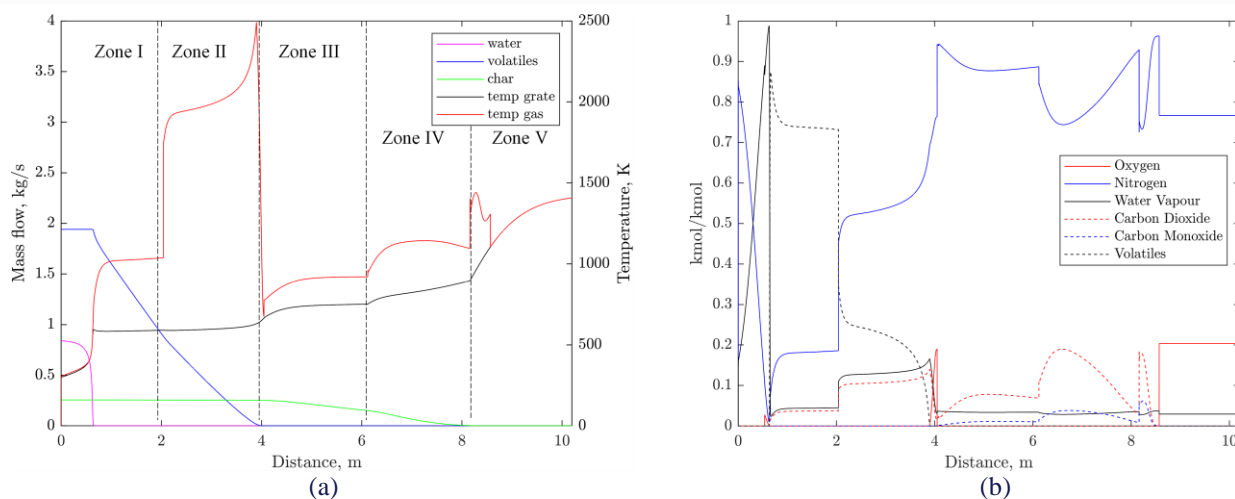 Mass flow, kg/s
4
3.5
3
2.5
2
1.5
1
0.5
0
Zone I
Zone II
Zone III
Zone IV
Zone V
water
volatiles
char
temp grate
temp gas
2500
2000
1500
1000
500
0
Temperature, K
0 2 4 6 8 10
Distance, m
(a)
kmol/kmol
1
0.9
0.8
0.7
0.6
0.5
0.4
0.3
0.2
0.1
0
Oxygen
Nitrogen
Water Vapour
Carbon Dioxide
Carbon Monoxide
Volatiles
0 2 4 6 8 10
Distance, m
(b)